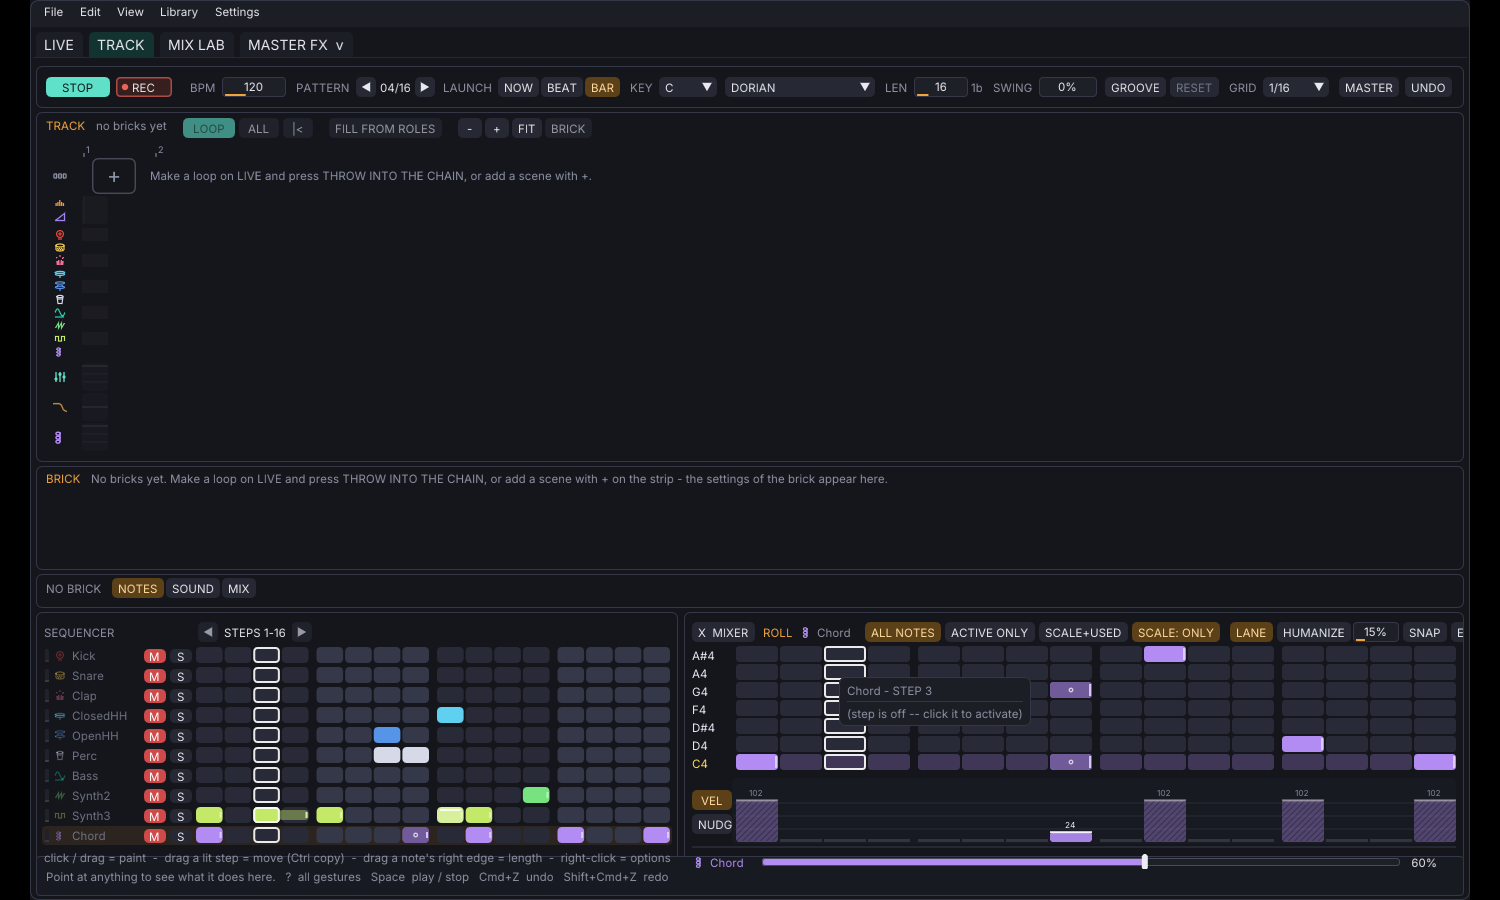 File Edit View Library Settings
LIVE TRACK MIX LAB MASTER FX v
STOP REC BPM 120 PATTERN 04/16 LAUNCH NOW BEAT BAR KEY C DORIAN LEN 16 1b SWING 0% GROOVE RESET GRID 1/16 MASTER UNDO
TRACK no bricks yet LOOP ALL |< FILL FROM ROLES - + FIT BRICK
1 2
+ Make a loop on LIVE and press THROW INTO THE CHAIN, or add a scene with +.
BRICK No bricks yet. Make a loop on LIVE and press THROW INTO THE CHAIN, or add a scene with + on the strip - the settings of the brick appear here.
NO BRICK NOTES SOUND MIX
SEQUENCER STEPS 1-16
Kick M S
Snare M S
Clap M S
ClosedHH M S
OpenHH M S
Perc M S
Bass M S
Synth2 M S
Synth3 M S
Chord M S
click / drag = paint - drag a lit step = move (Ctrl copy) - drag a note's right edge = length - right-click = options
Point at anything to see what it does here. ? all gestures Space play / stop Cmd+Z undo Shift+Cmd+Z redo
X MIXER ROLL Chord ALL NOTES ACTIVE ONLY SCALE+USED SCALE: ONLY LANE HUMANIZE 15% SNAP E
A#4
A4
G4
F4
D#4
D4
C4
Chord - STEP 3
(step is off -- click it to activate)
VEL 102 102 102 102
NUDG 24
Chord 60%